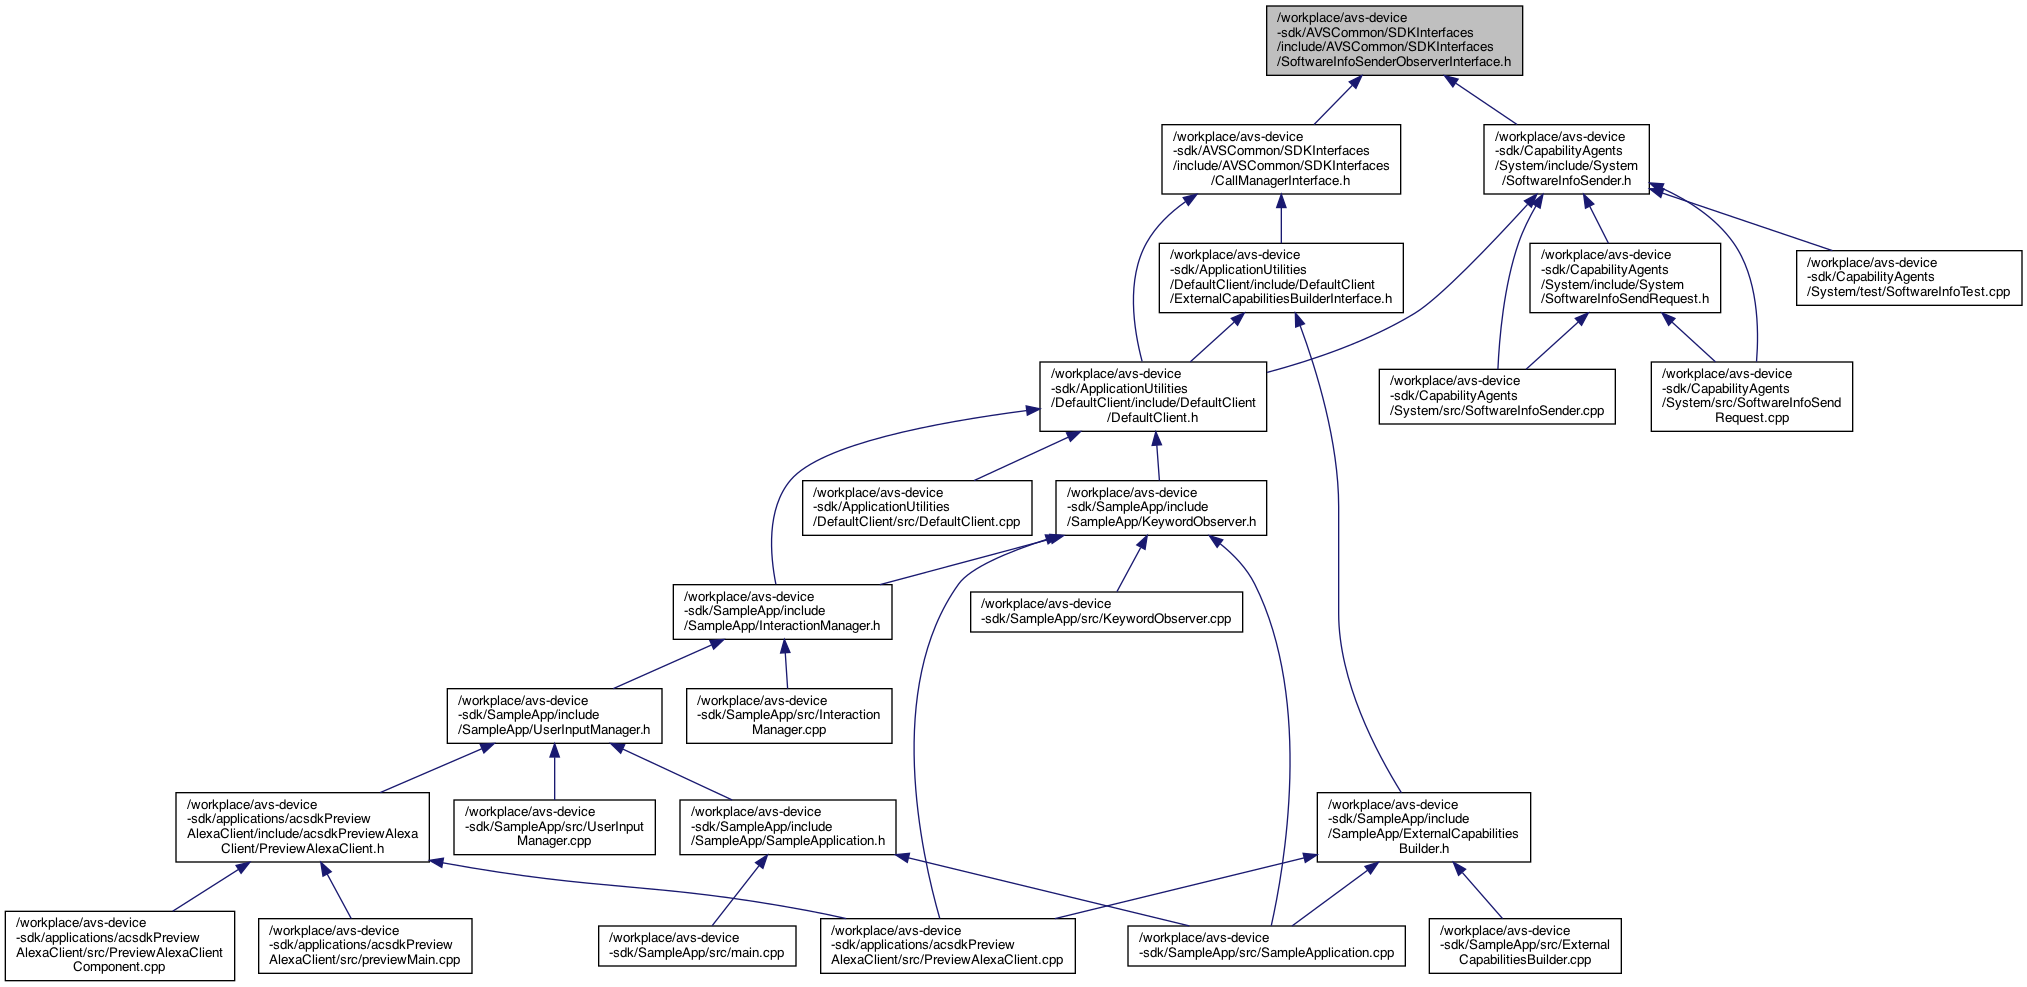 /workplace/avs-device
-sdk/AVSCommon/SDKInterfaces
/include/AVSCommon/SDKInterfaces
/SoftwareInfoSenderObserverInterface.h
/workplace/avs-device
-sdk/AVSCommon/SDKInterfaces
/include/AVSCommon/SDKInterfaces
/CallManagerInterface.h
/workplace/avs-device
-sdk/CapabilityAgents
/System/include/System
/SoftwareInfoSender.h
/workplace/avs-device
-sdk/ApplicationUtilities
/DefaultClient/include/DefaultClient
/ExternalCapabilitiesBuilderInterface.h
/workplace/avs-device
-sdk/CapabilityAgents
/System/include/System
/SoftwareInfoSendRequest.h
/workplace/avs-device
-sdk/CapabilityAgents
/System/test/SoftwareInfoTest.cpp
/workplace/avs-device
-sdk/ApplicationUtilities
/DefaultClient/include/DefaultClient
/DefaultClient.h
/workplace/avs-device
-sdk/CapabilityAgents
/System/src/SoftwareInfoSender.cpp
/workplace/avs-device
-sdk/CapabilityAgents
/System/src/SoftwareInfoSend
Request.cpp
/workplace/avs-device
-sdk/ApplicationUtilities
/DefaultClient/src/DefaultClient.cpp
/workplace/avs-device
-sdk/SampleApp/include
/SampleApp/KeywordObserver.h
/workplace/avs-device
-sdk/SampleApp/include
/SampleApp/InteractionManager.h
/workplace/avs-device
-sdk/SampleApp/src/KeywordObserver.cpp
/workplace/avs-device
-sdk/SampleApp/include
/SampleApp/UserInputManager.h
/workplace/avs-device
-sdk/SampleApp/src/Interaction
Manager.cpp
/workplace/avs-device
-sdk/applications/acsdkPreview
AlexaClient/include/acsdkPreviewAlexa
Client/PreviewAlexaClient.h
/workplace/avs-device
-sdk/SampleApp/src/UserInput
Manager.cpp
/workplace/avs-device
-sdk/SampleApp/include
/SampleApp/SampleApplication.h
/workplace/avs-device
-sdk/SampleApp/include
/SampleApp/ExternalCapabilities
Builder.h
/workplace/avs-device
-sdk/applications/acsdkPreview
AlexaClient/src/PreviewAlexaClient
Component.cpp
/workplace/avs-device
-sdk/applications/acsdkPreview
AlexaClient/src/previewMain.cpp
/workplace/avs-device
-sdk/SampleApp/src/main.cpp
/workplace/avs-device
-sdk/applications/acsdkPreview
AlexaClient/src/PreviewAlexaClient.cpp
/workplace/avs-device
-sdk/SampleApp/src/SampleApplication.cpp
/workplace/avs-device
-sdk/SampleApp/src/External
CapabilitiesBuilder.cpp